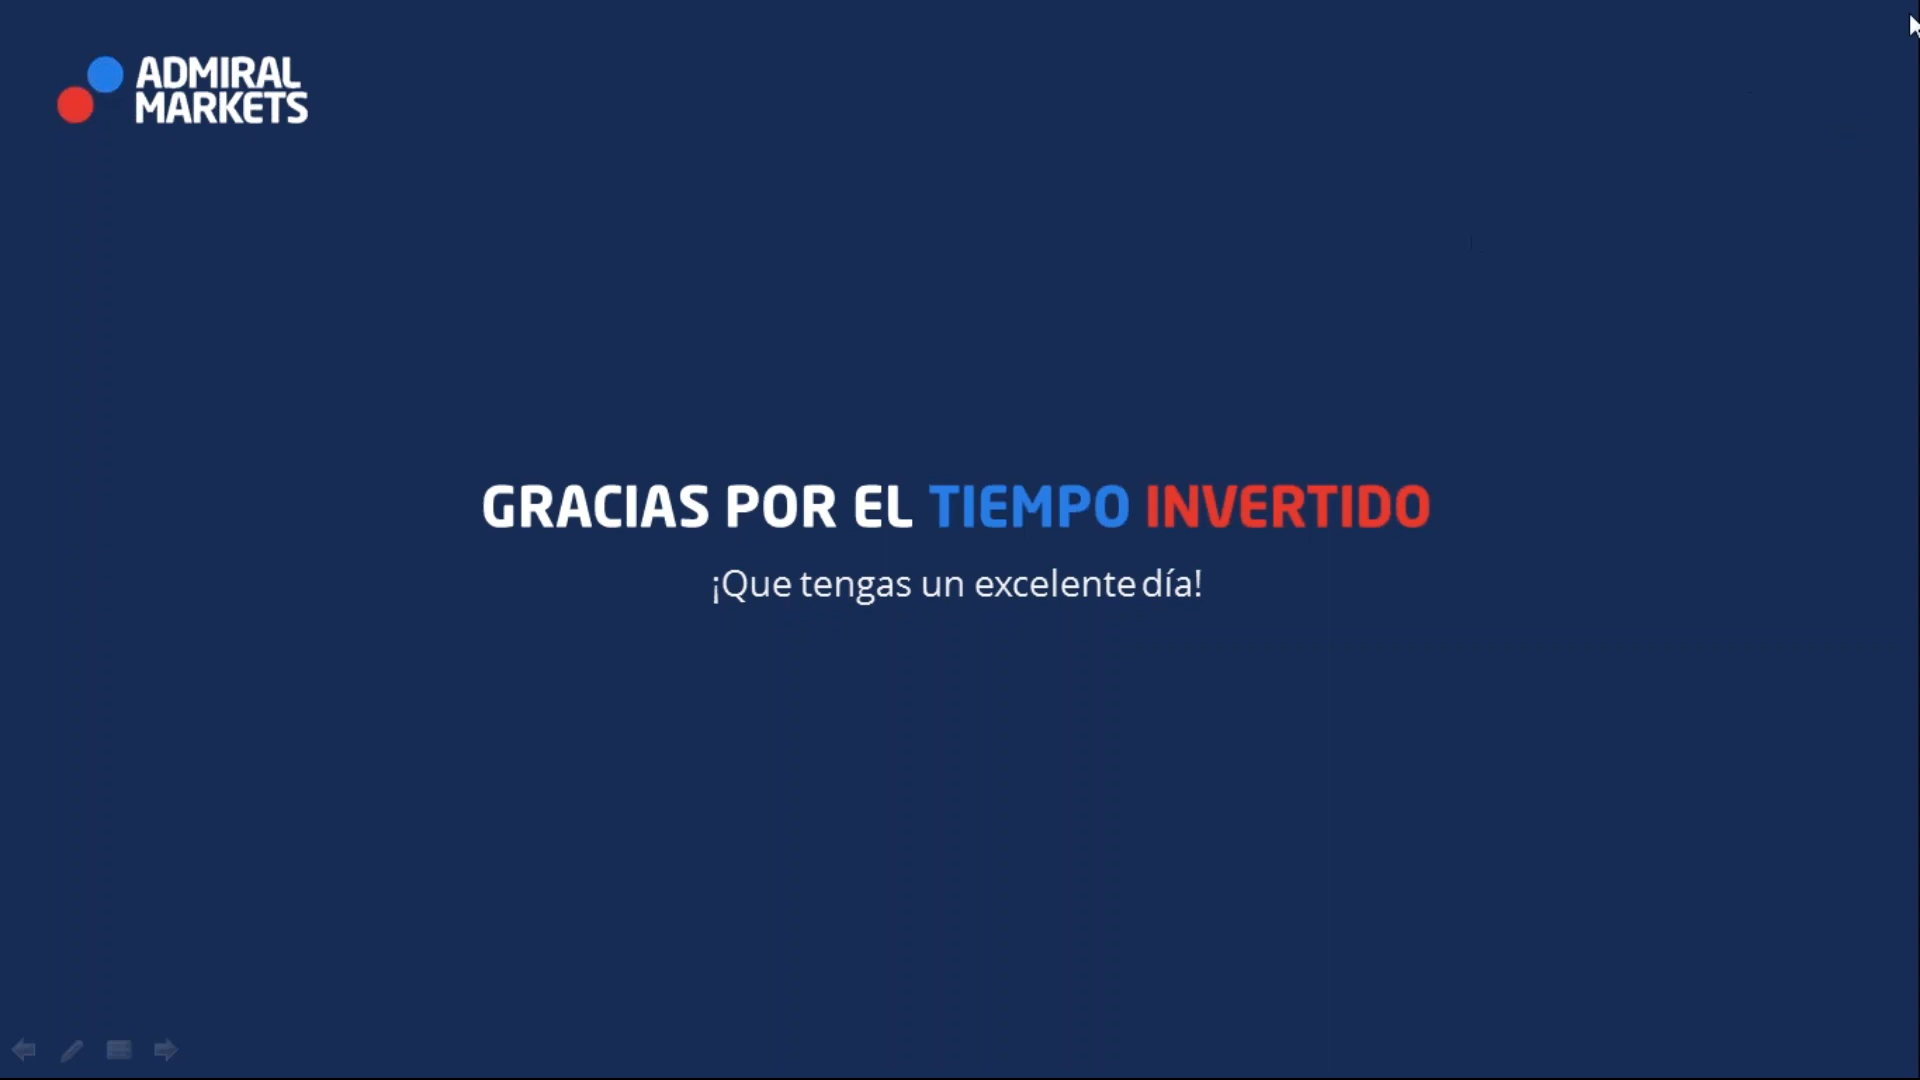 ADMIRAL
MARKETS
GRACIAS POR EL TIEMPO INVERTIDO
¡Que tengas un excelente día!